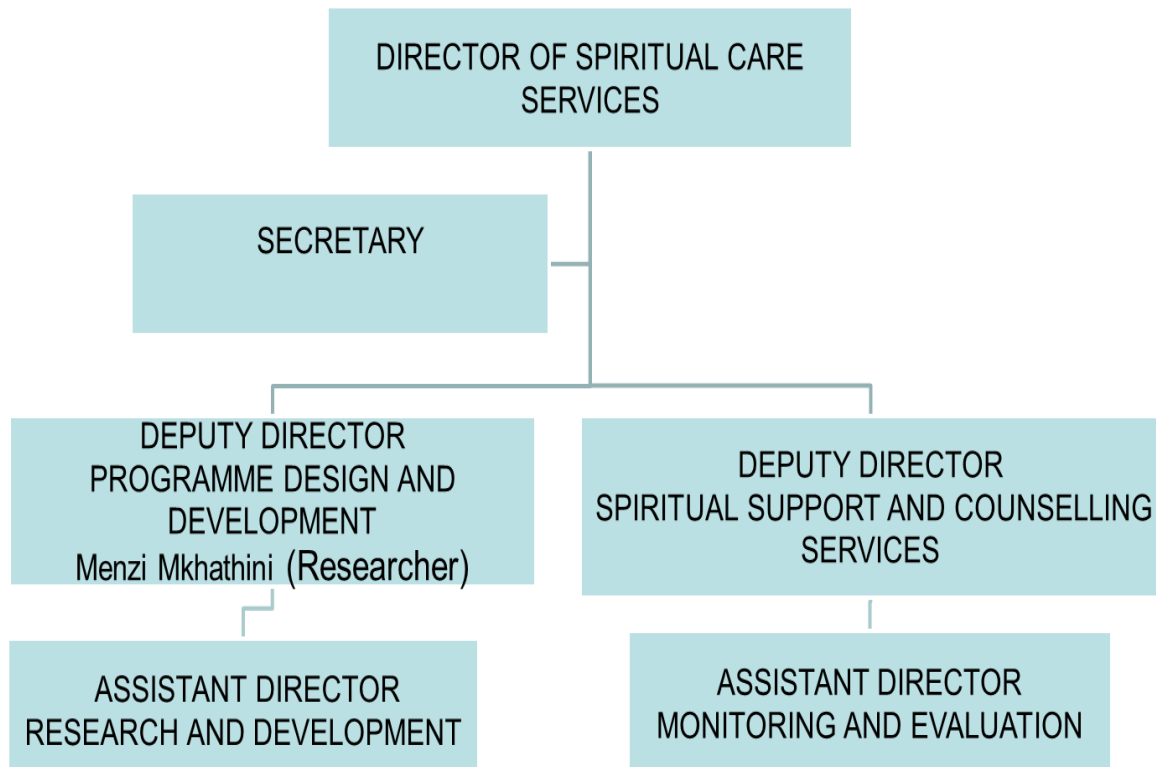 DIRECTOR OF SPIRITUAL CARE
SERVICES
SECRETARY
DEPUTY DIRECTOR
PROGRAMME DESIGN AND
DEVELOPMENT
Menzi Mkhathini (Researcher)
DEPUTY DIRECTOR
SPIRITUAL SUPPORT AND COUNSELLING
SERVICES
ASSISTANT DIRECTOR
RESEARCH AND DEVELOPMENT
ASSISTANT DIRECTOR
MONITORING AND EVALUATION